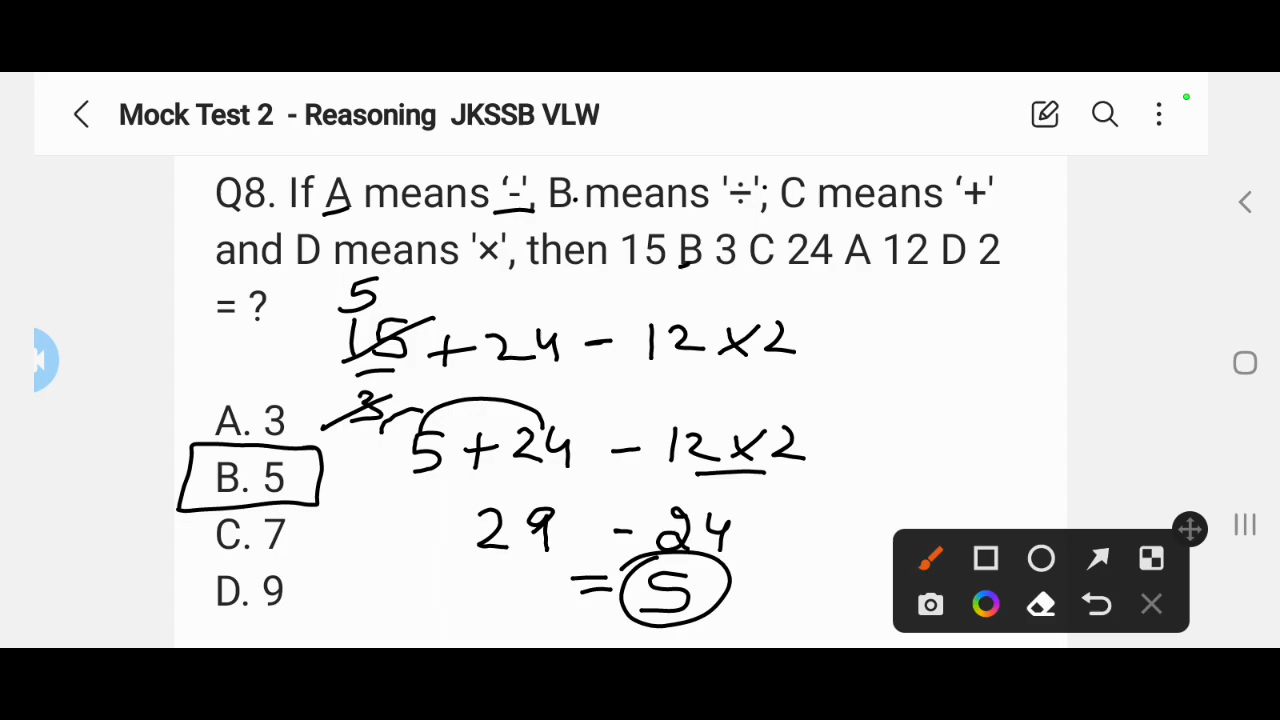 Mock Test 2 - Reasoning JKSSB VLW
Q8. If A means ‘-', B means '÷'; C means ‘+'
and D means '×', then 15 B 3 C 24 A 12 D 2
= ?
5
15 + 24 - 12 × 2
3
A. 3
5 + 24 - 12 × 2
B. 5
29 - 24
C. 7
= 5
D. 9